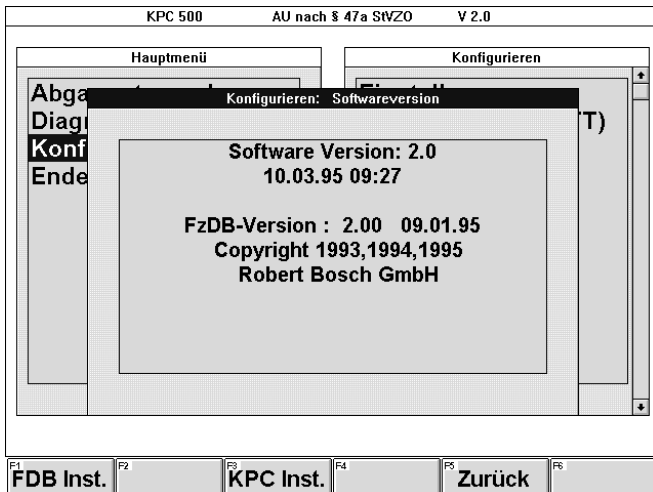 KPC 500 AU nach § 47a StVZO V 2.0
Hauptmenü
Konfigurieren
Abga
Diag
Konf
Ende
T)
Konfigurieren: Softwareversion
Software Version: 2.0
10.03.95 09:27
FzDB-Version : 2.00 09.01.95
Copyright 1993,1994,1995
Robert Bosch GmbH
F1 FDB Inst.
F2
F3 KPC Inst.
F4
F5 Zurück
F6